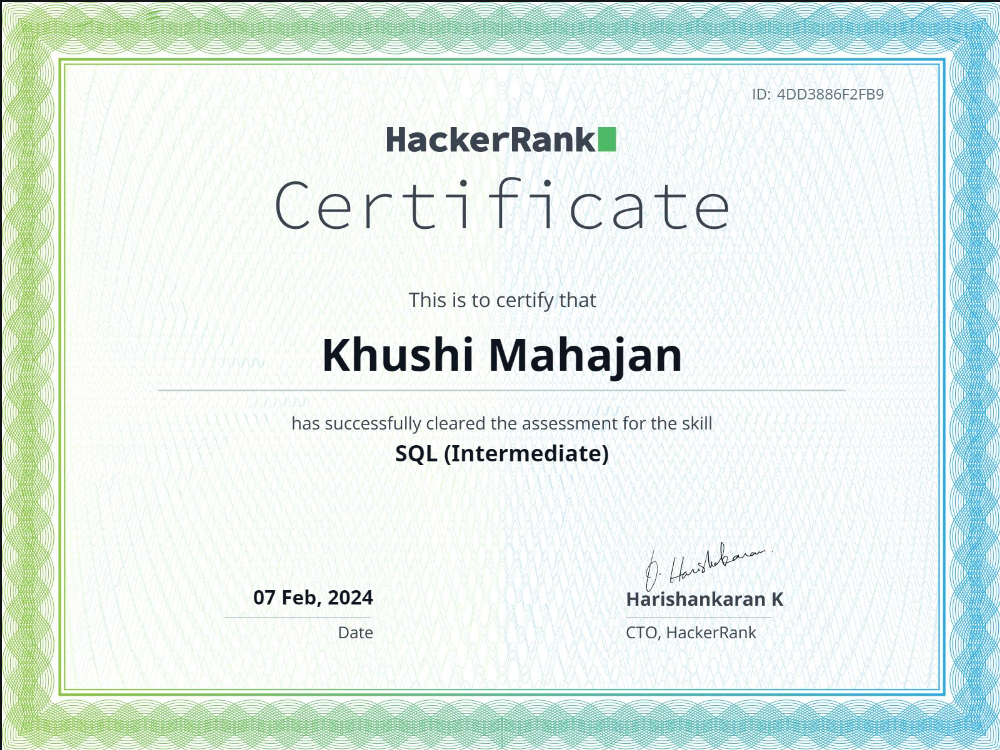 ID: 4DD3886F2FB9
HackerRank
Certificate
This is to certify that
Khushi Mahajan
has successfully cleared the assessment for the skill
SQL (Intermediate)
O. Harishankaran.
07 Feb, 2024
Harishankaran K
Date
CTO, HackerRank